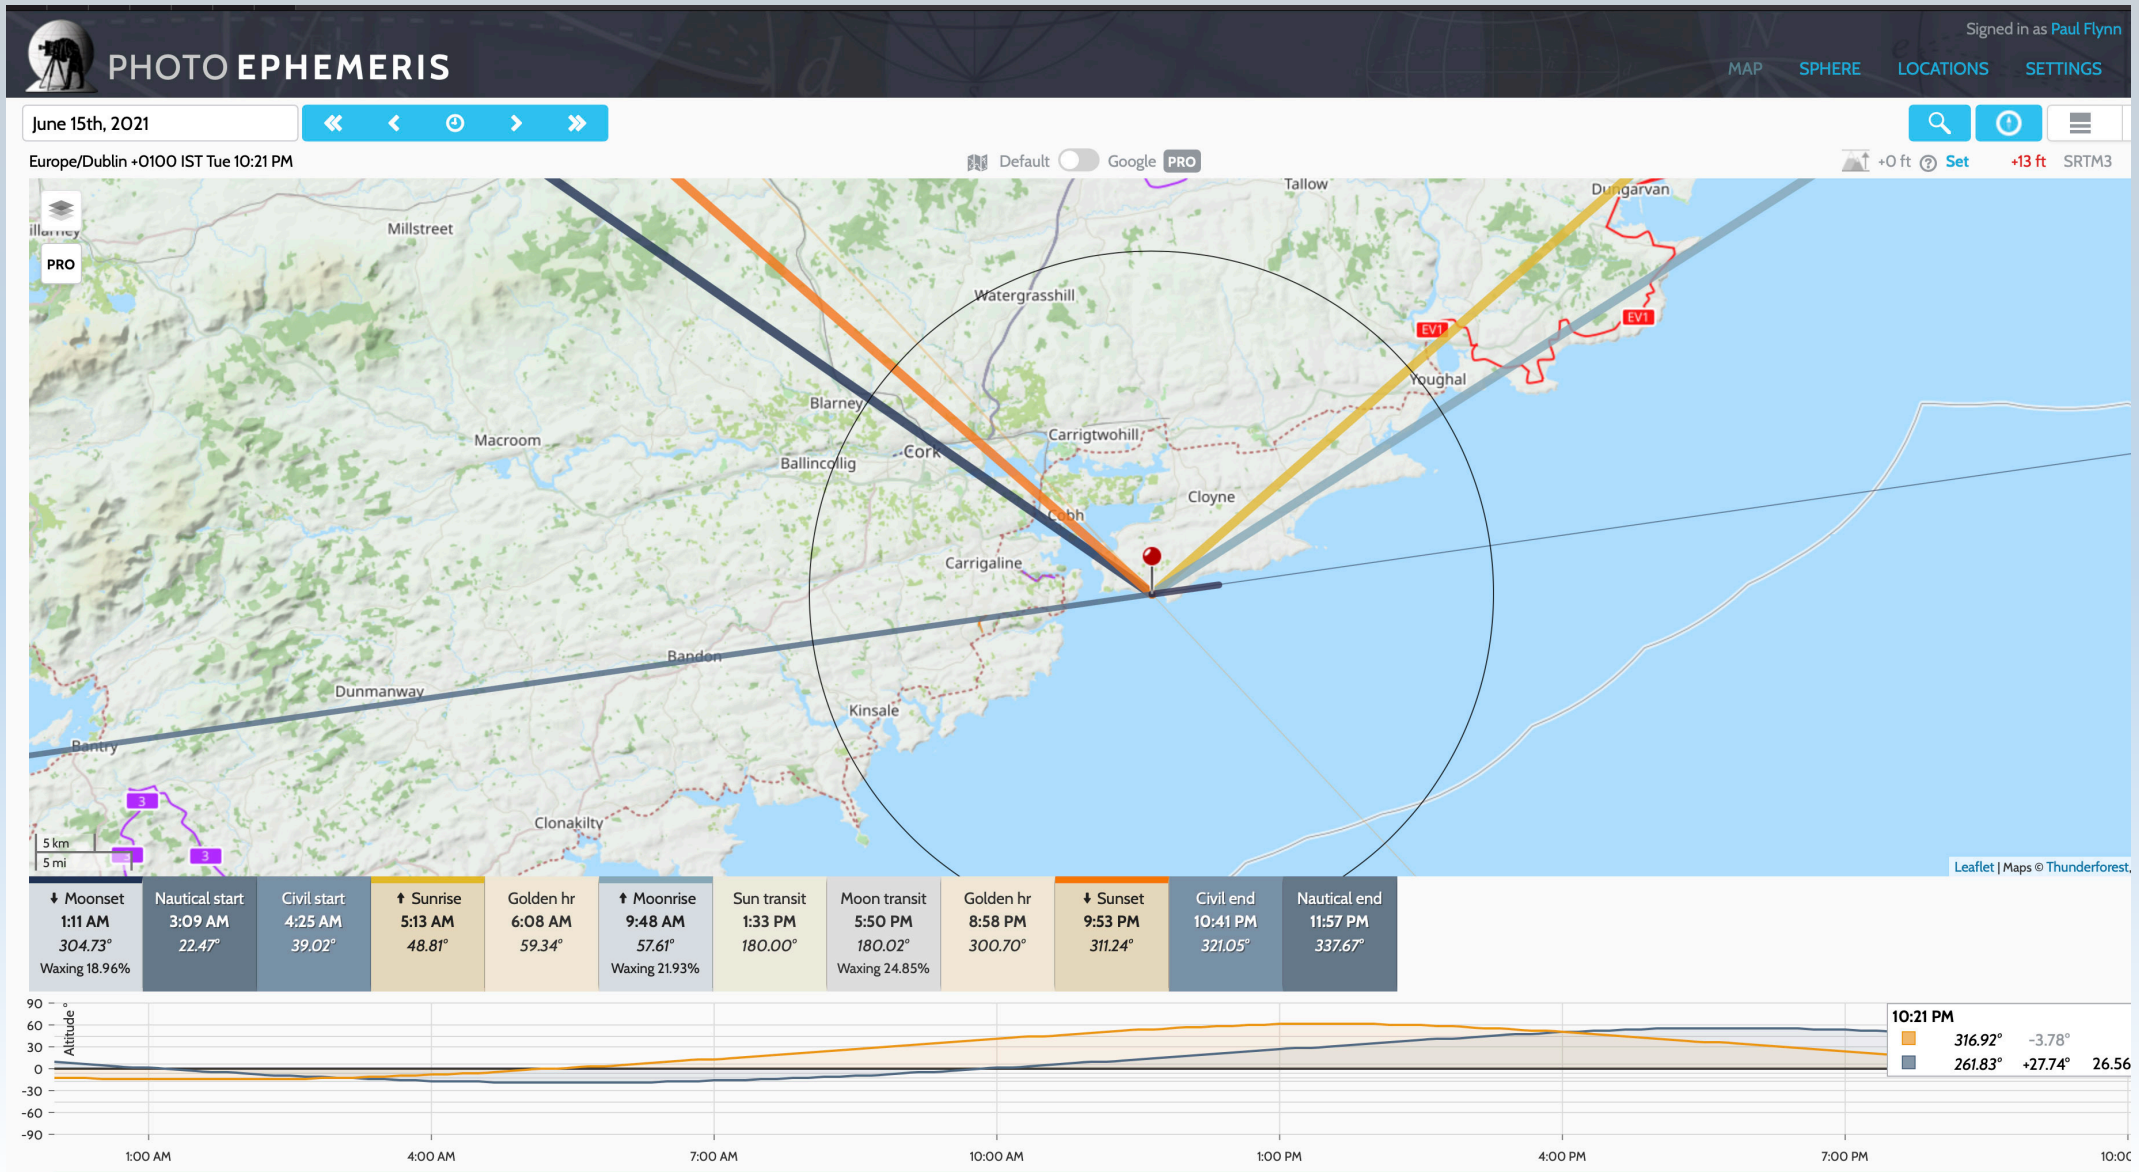 Signed in as Paul Flynn
PHOTO EPHEMERIS
MAP SPHERE LOCATIONS SETTINGS
June 15th, 2021
Europe/Dublin +0100 IST Tue 10:21 PM
Default Google PRO
+0 ft ? Set +13 ft SRTM3
PRO
Tallow
Dungarvan
Millstreet
Watergrasshill
EV1
EV1
Youghal
Blarney
Macroom
Cork
Carrigtwohill
Ballincollig
Cloyne
Cobh
Carrigaline
Bandon
Dunmanway
Kinsale
Bantry
3
Clonakilty
3
5 km
5 mi
Leaflet | Maps © Thunderforest,
Moonset
1:11 AM
304.73°
Waxing 18.96%
Nautical start
3:09 AM
22.47°
Civil start
4:25 AM
39.02°
Sunrise
5:13 AM
48.81°
Golden hr
6:08 AM
59.34°
Moonrise
9:48 AM
57.61°
Waxing 21.93%
Sun transit
1:33 PM
180.00°
Moon transit
5:50 PM
180.02°
Waxing 24.85%
Golden hr
8:58 PM
300.70°
Sunset
9:53 PM
311.24°
Civil end
10:41 PM
321.05°
Nautical end
11:57 PM
337.67°
Altitude °
90
60
30
0
-30
-60
-90
10:21 PM
316.92° -3.78°
261.83° +27.74° 26.56
1:00 AM 4:00 AM 7:00 AM 10:00 AM 1:00 PM 4:00 PM 7:00 PM 10:00